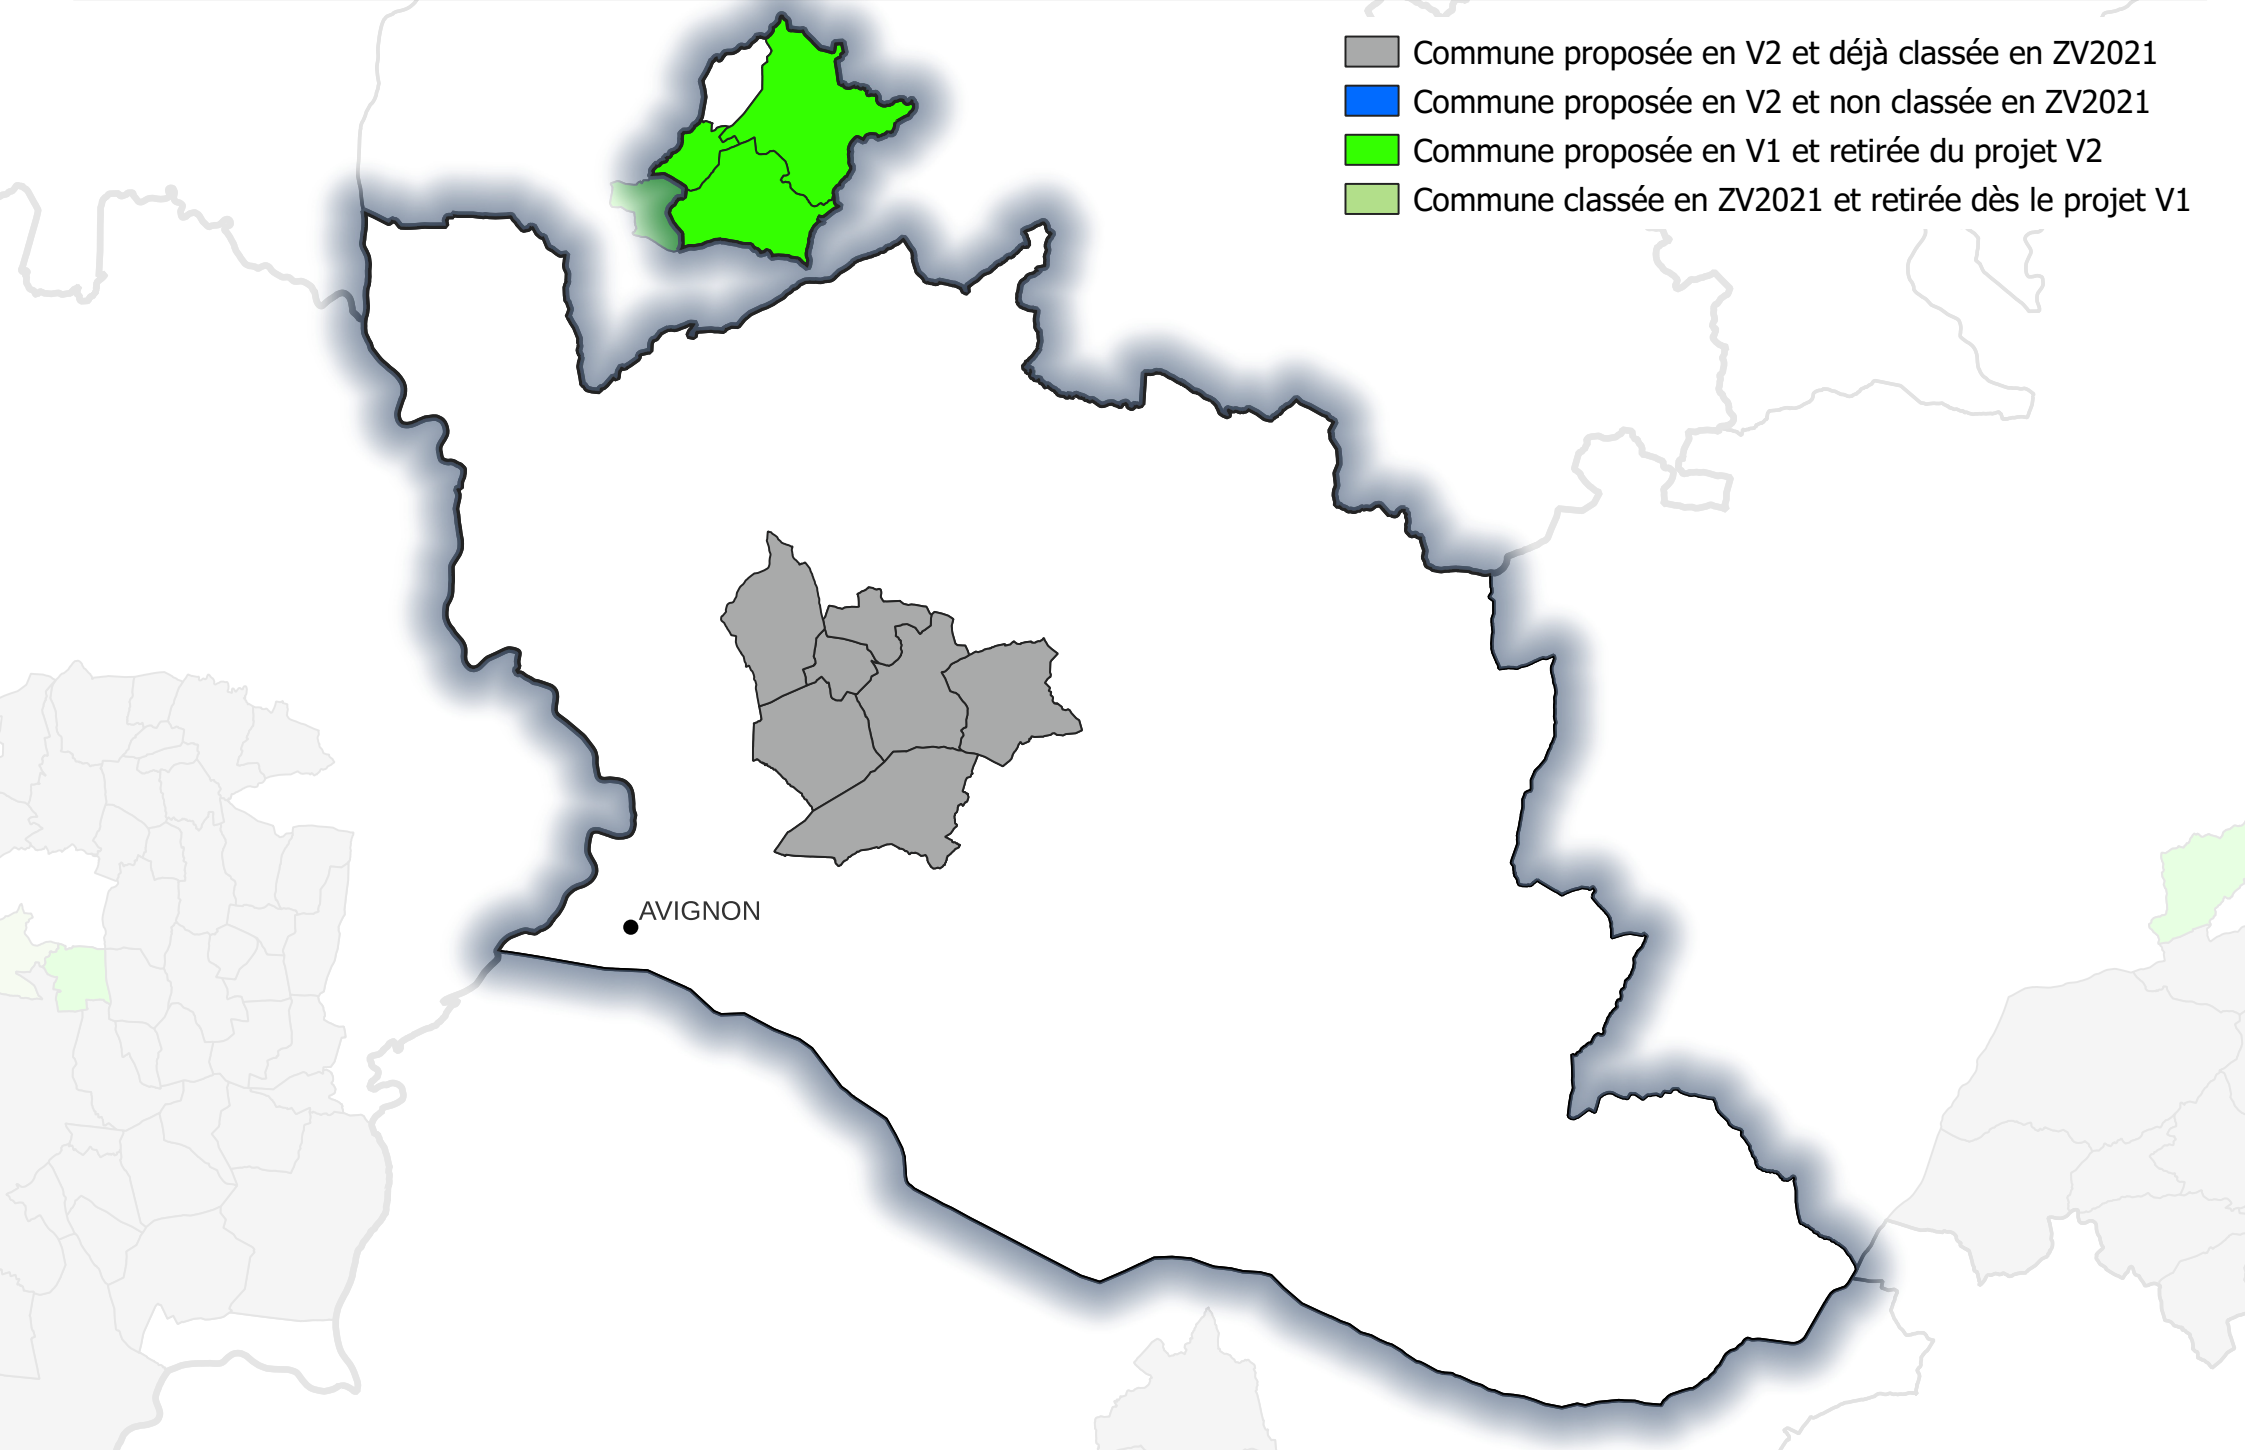 Commune proposée en V2 et déjà classée en ZV2021
Commune proposée en V2 et non classée en ZV2021
Commune proposée en V1 et retirée du projet V2
Commune classée en ZV2021 et retirée dès le projet V1
AVIGNON